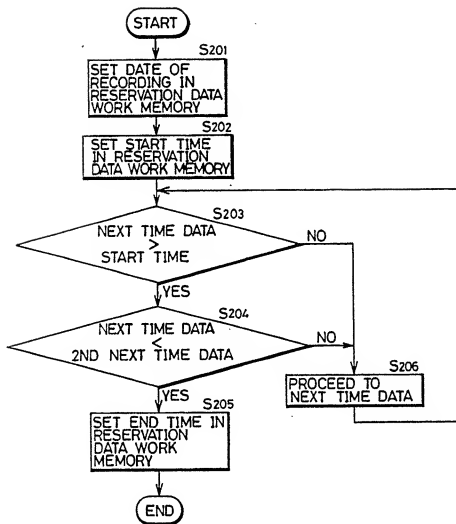 START
S201
SET DATE OF
RECORDING IN
RESERVATION DATA
WORK MEMORY
S202
SET START TIME
IN RESERVATION
DATA WORK MEMORY
S203
NEXT TIME DATA
>
START TIME
NO
YES
S204
NEXT TIME DATA
<
2ND NEXT TIME DATA
NO
YES
S206
PROCEED TO
NEXT TIME DATA
S205
SET END TIME IN
RESERVATION
DATA WORK
MEMORY
END